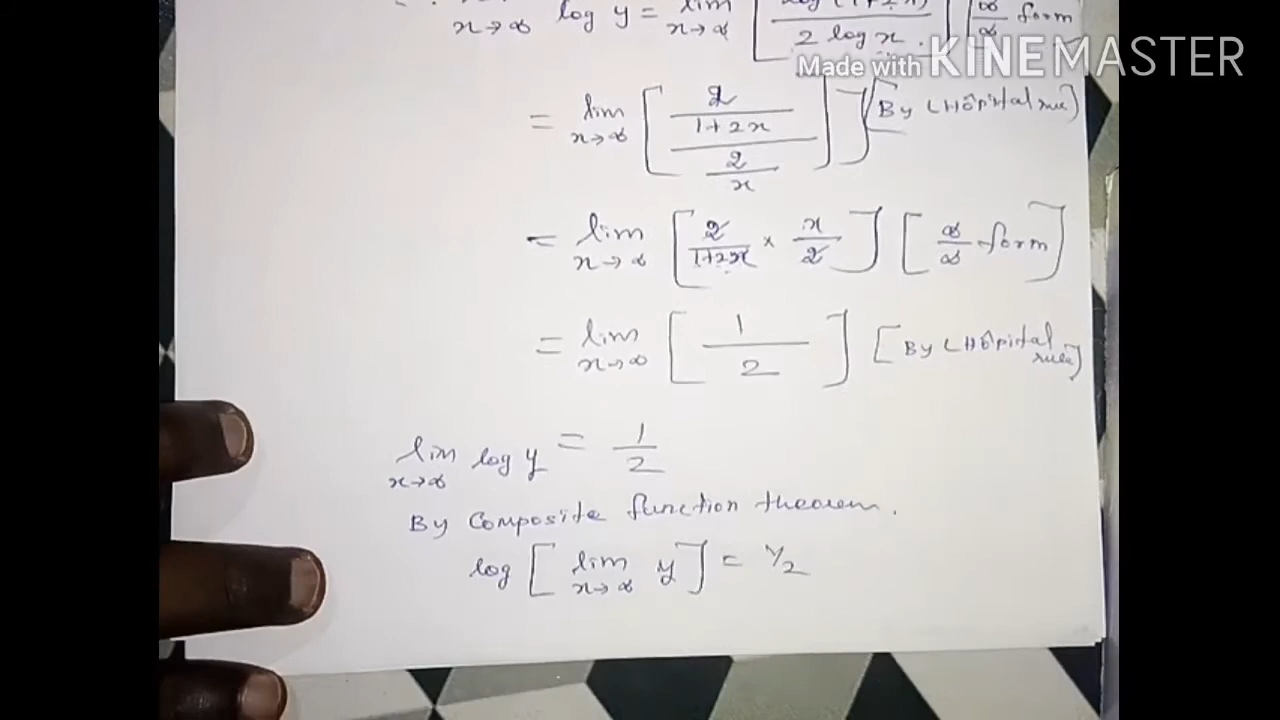 lim x→∞ log y = lim x→∞ [ log (1+2x) / 2 log x ] [ ∞/∞ form
Made with KINEMASTER
= lim x→∞ [ (2 / 1+2x) / (2 / x) ] ] [By L Hôpital rule]
= lim x→∞ [ 2 / 1+2x × x / 2 ] [ ∞/∞ form ]
= lim x→∞ [ 1 / 2 ] [By L Hôpital rule]
lim x→∞ log y = 1/2
By Composite function theorem.
log [ lim x→∞ y ] = 1/2